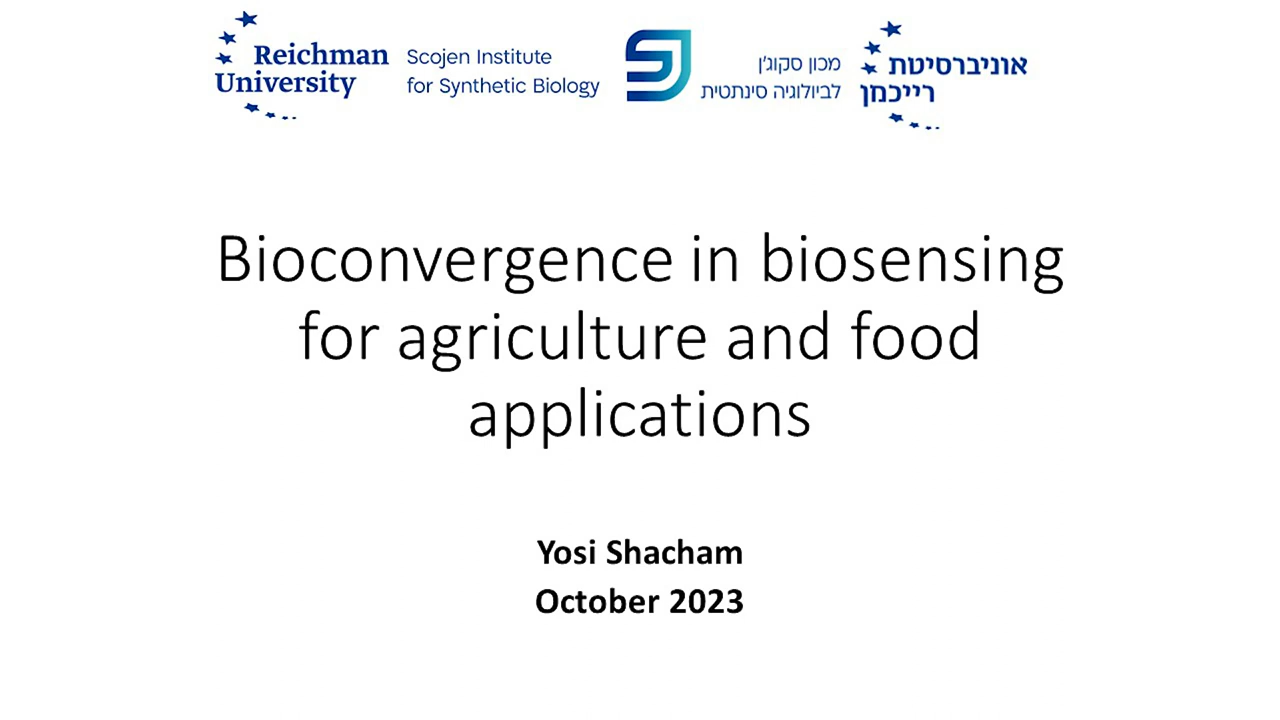 Reichman
University
Scojen Institute
for Synthetic Biology
מכון סקוג'ן
לביולוגיה סינתטית
אוניברסיטת
רייכמן
Bioconvergence in biosensing
for agriculture and food
applications
Yosi Shacham
October 2023